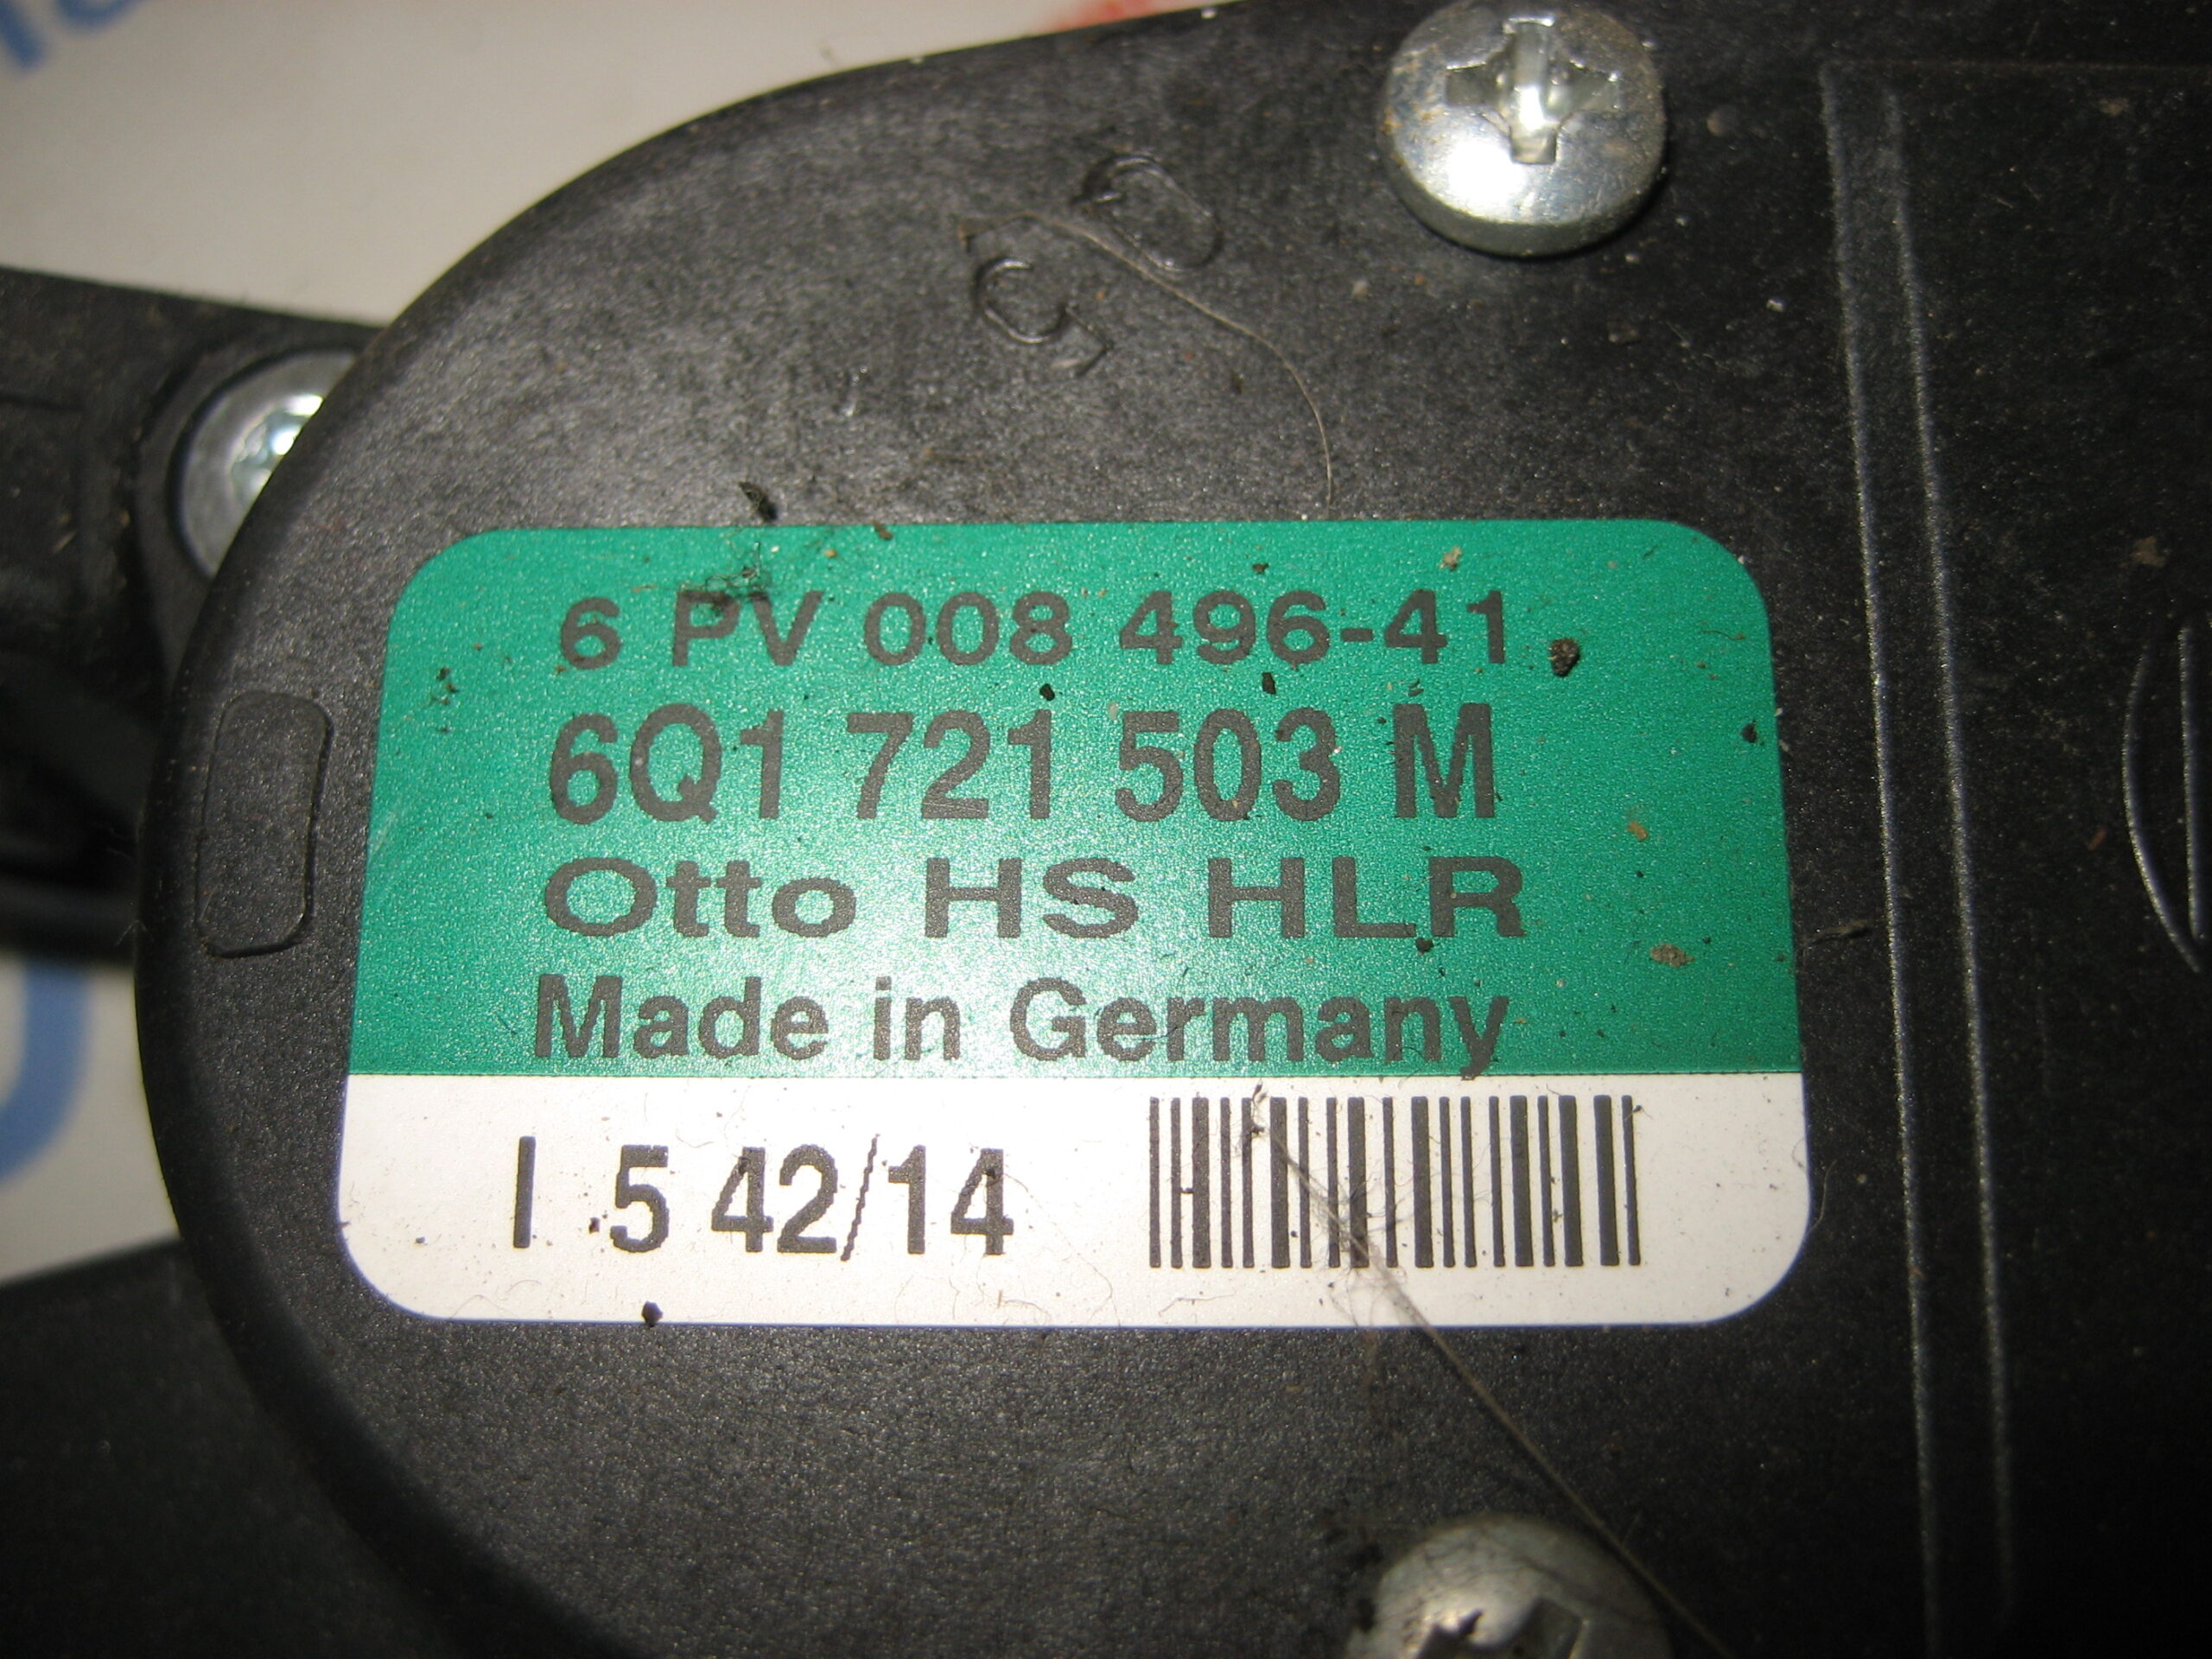 6 PV 008 496-41
6Q1 721 503 M
Otto HS HLR
Made in Germany
I 5 42/14